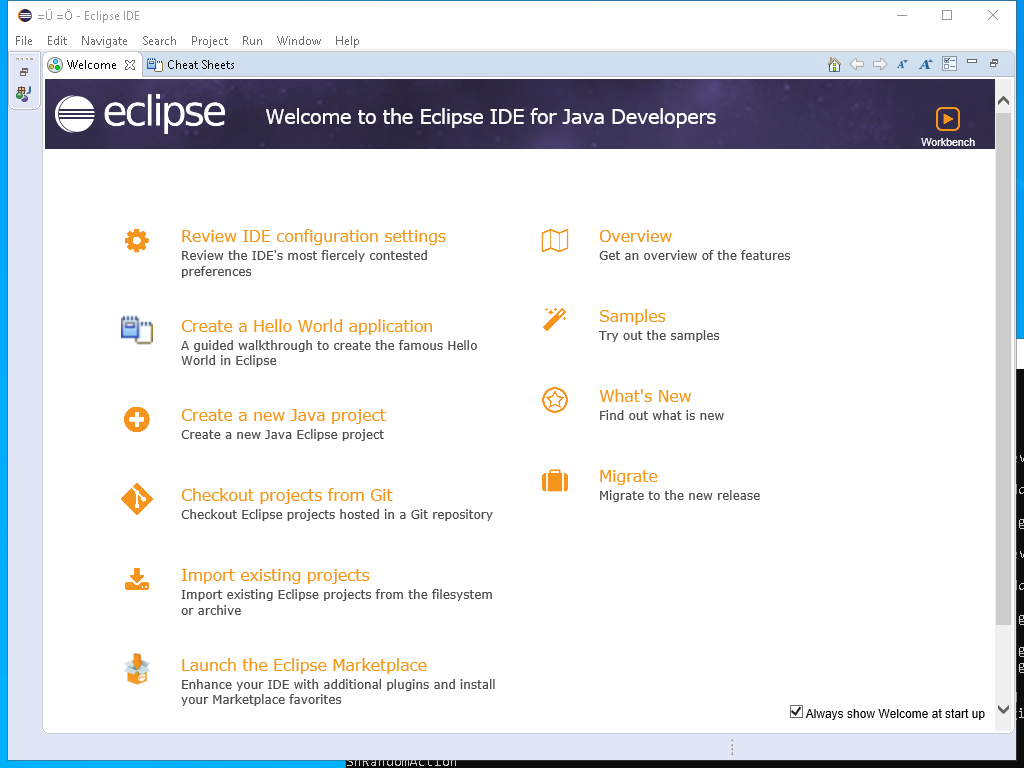 =Ü =Ö - Eclipse IDE
File Edit Navigate Search Project Run Window Help
Welcome Cheat Sheets
eclipse
Welcome to the Eclipse IDE for Java Developers
Workbench
Review IDE configuration settings
Review the IDE's most fiercely contested
preferences
Create a Hello World application
A guided walkthrough to create the famous Hello
World in Eclipse
Create a new Java project
Create a new Java Eclipse project
Checkout projects from Git
Checkout Eclipse projects hosted in a Git repository
Import existing projects
Import existing Eclipse projects from the filesystem
or archive
Launch the Eclipse Marketplace
Enhance your IDE with additional plugins and install
your Marketplace favorites
Overview
Get an overview of the features
Samples
Try out the samples
What's New
Find out what is new
Migrate
Migrate to the new release
Always show Welcome at start up
ShRandomAction